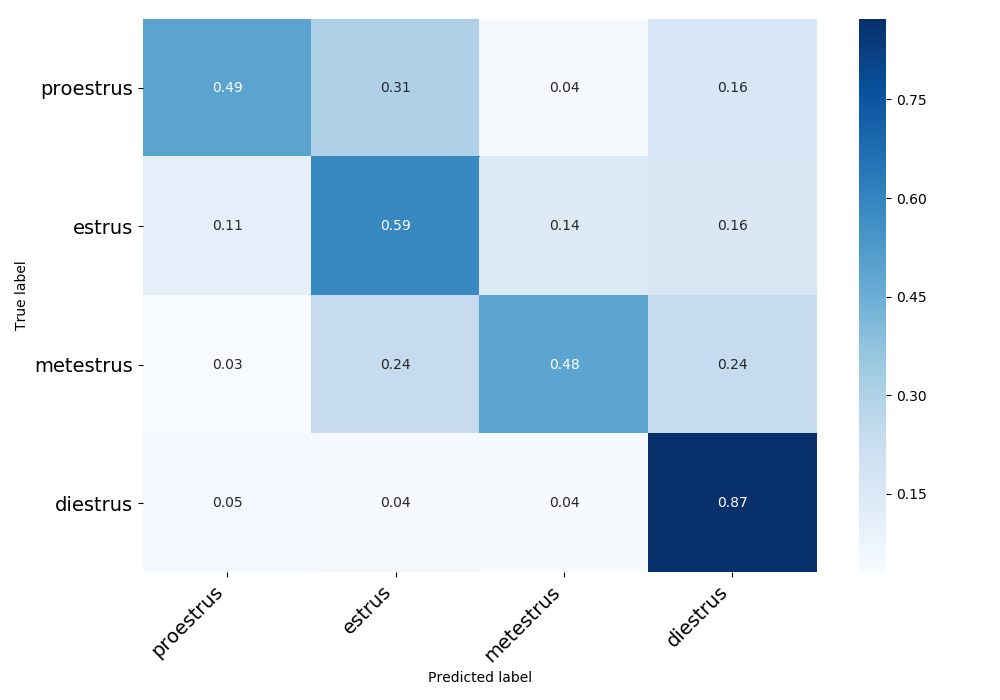 proestrus 0.49 0.31 0.04 0.16
estrus 0.11 0.59 0.14 0.16
metestrus 0.03 0.24 0.48 0.24
diestrus 0.05 0.04 0.04 0.87
True label
proestrus estrus metestrus diestrus
Predicted label
0.75
0.60
0.45
0.30
0.15